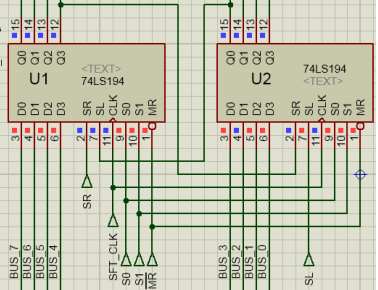 15 14 13 12
15 14 13 12
Q0 Q1 Q2 Q3
Q0 Q1 Q2 Q3
U1
<TEXT>
74LS194
U2
74LS194
<TEXT>
D0 D1 D2 D3 SR SL CLK S0 S1 MR
D0 D1 D2 D3 SR SL CLK S0 S1 MR
3 4 5 6 2 7 11 9 10 1
3 4 5 6 2 7 11 9 10 1
SR
BUS_7
BUS_6
BUS_5
BUS_4
SFT_CLK
S0
S1
MR
BUS_3
BUS_2
BUS_1
BUS_0
SL